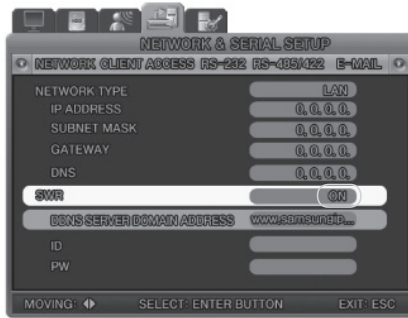 NETWORK & SERIAL SETUP
NETWORK CLIENT ACCESS RS-232 RS-485/422 E-MAIL
NETWORK TYPE LAN
IP ADDRESS 0. 0. 0. 0.
SUBNET MASK 0. 0. 0. 0.
GATEWAY 0. 0. 0. 0.
DNS 0. 0. 0. 0.
SWR ON
DDNS SERVER DOMAIN ADDRESS www.samsungip...
ID
PW
MOVING: SELECT: ENTER BUTTON EXIT: ESC